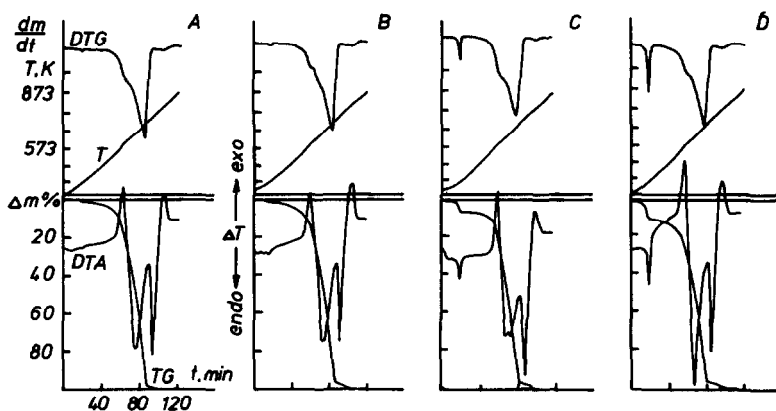 dm
dt
DTG
A
B
C
D
T,K
873
573
T
exo
ΔT
endo
Δm%
20
40
60
80
DTA
TG
t,min
40 80 120